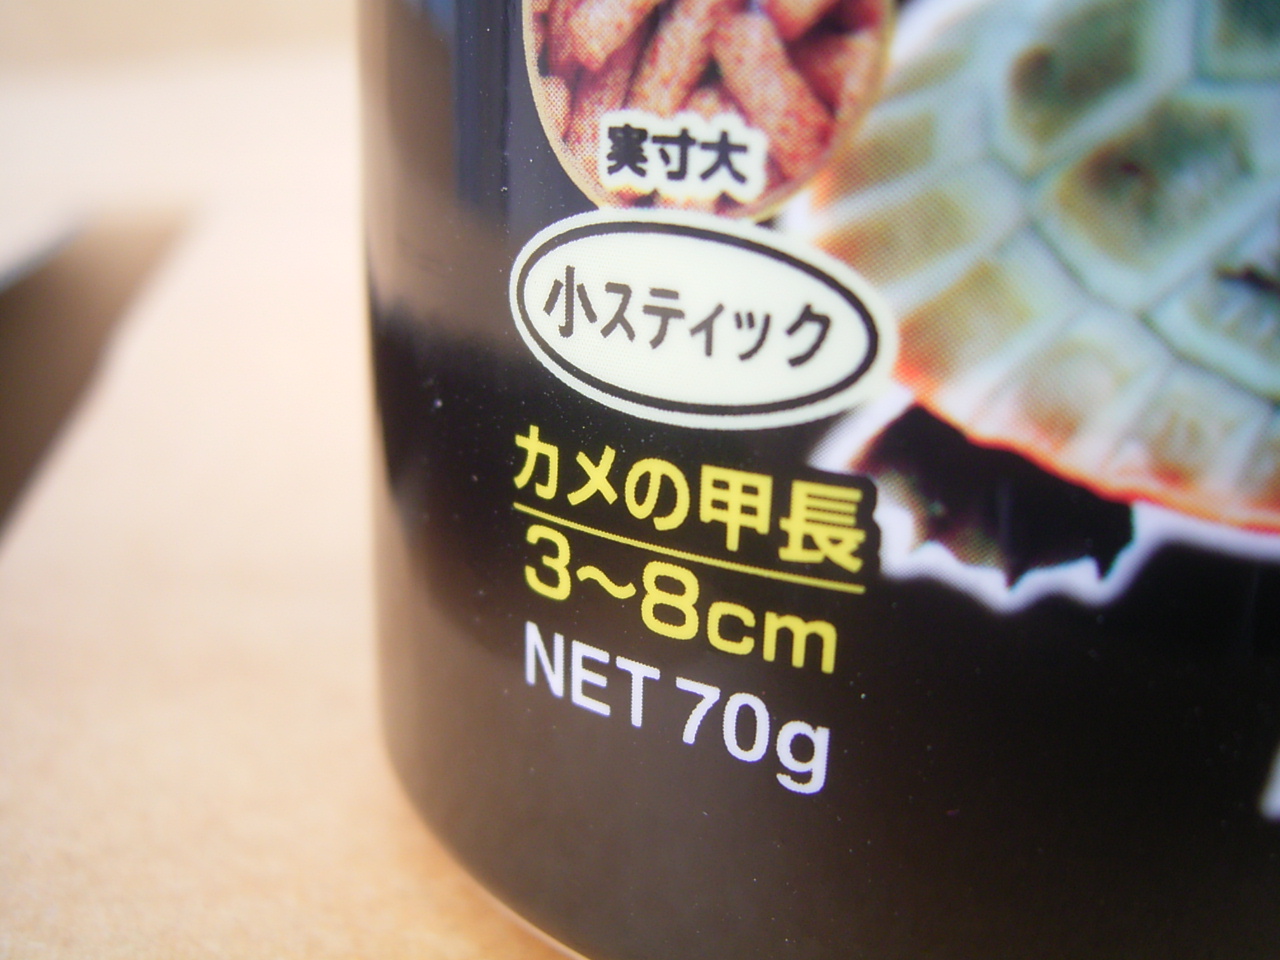 実寸大
小スティック
カメの甲長
3～8cm
NET 70g